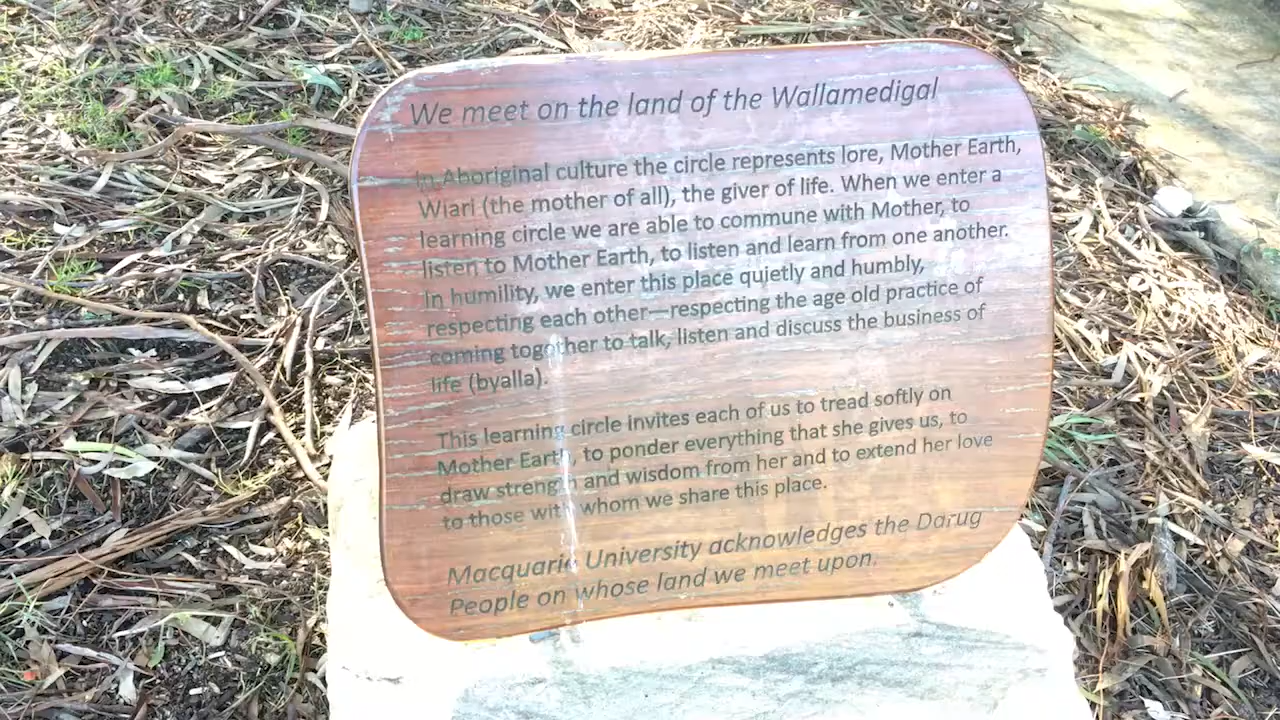 We meet on the land of the Wallamedigal
In Aboriginal culture the circle represents lore, Mother Earth,
Wiari (the mother of all), the giver of life. When we enter a
learning circle we are able to commune with Mother, to
listen to Mother Earth, to listen and learn from one another.
In humility, we enter this place quietly and humbly,
respecting each other—respecting the age old practice of
coming together to talk, listen and discuss the business of
life (byalla).
This learning circle invites each of us to tread softly on
Mother Earth, to ponder everything that she gives us, to
draw strength and wisdom from her and to extend her love
to those with whom we share this place.
Macquarie University acknowledges the Darug
People on whose land we meet upon.